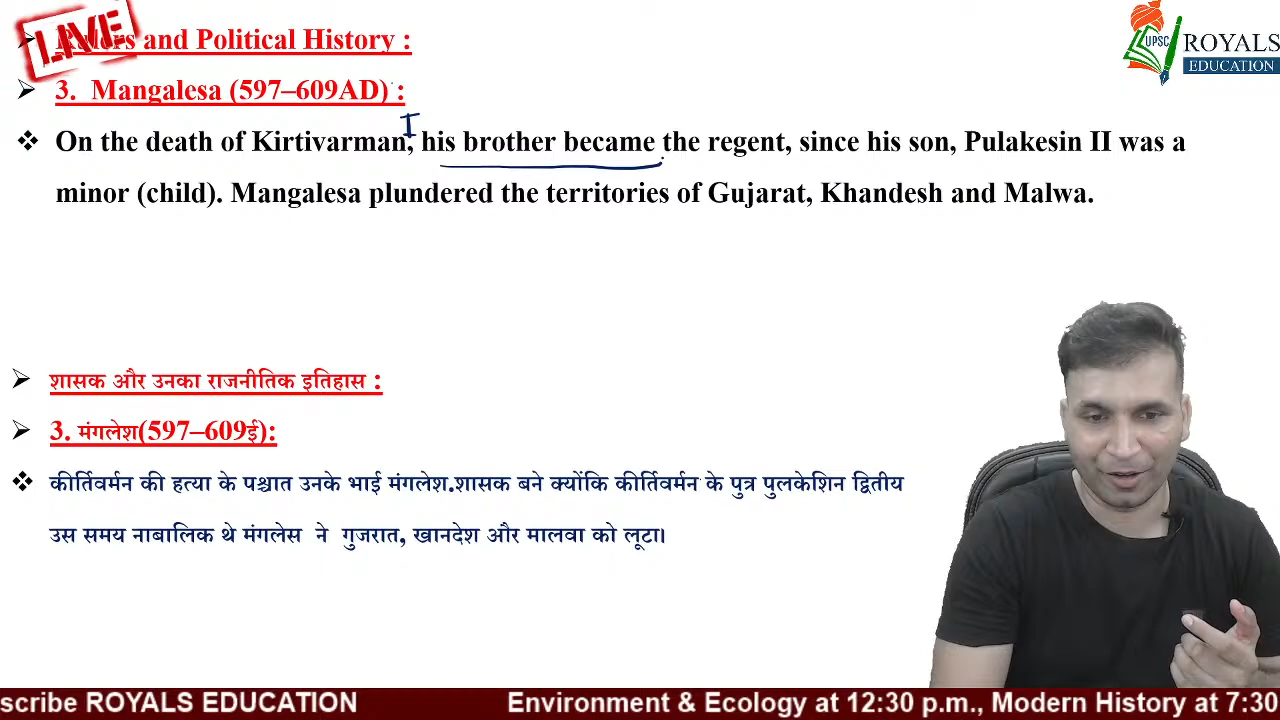 LIVE
Rulers and Political History :
UPSC ROYALS
EDUCATION
3. Mangalesa (597–609AD) :
I
On the death of Kirtivarman, his brother became the regent, since his son, Pulakesin II was a
minor (child). Mangalesa plundered the territories of Gujarat, Khandesh and Malwa.
शासक और उनका राजनीतिक इतिहास :
3. मंगलेश(597–609ई):
कीर्तिवर्मन की हत्या के पश्चात उनके भाई मंगलेश.शासक बने क्योंकि कीर्तिवर्मन के पुत्र पुलकेशिन द्वितीय
उस समय नाबालिक थे मंगलेस ने गुजरात, खानदेश और मालवा को लूटा।
scribe ROYALS EDUCATION Environment & Ecology at 12:30 p.m., Modern History at 7:30